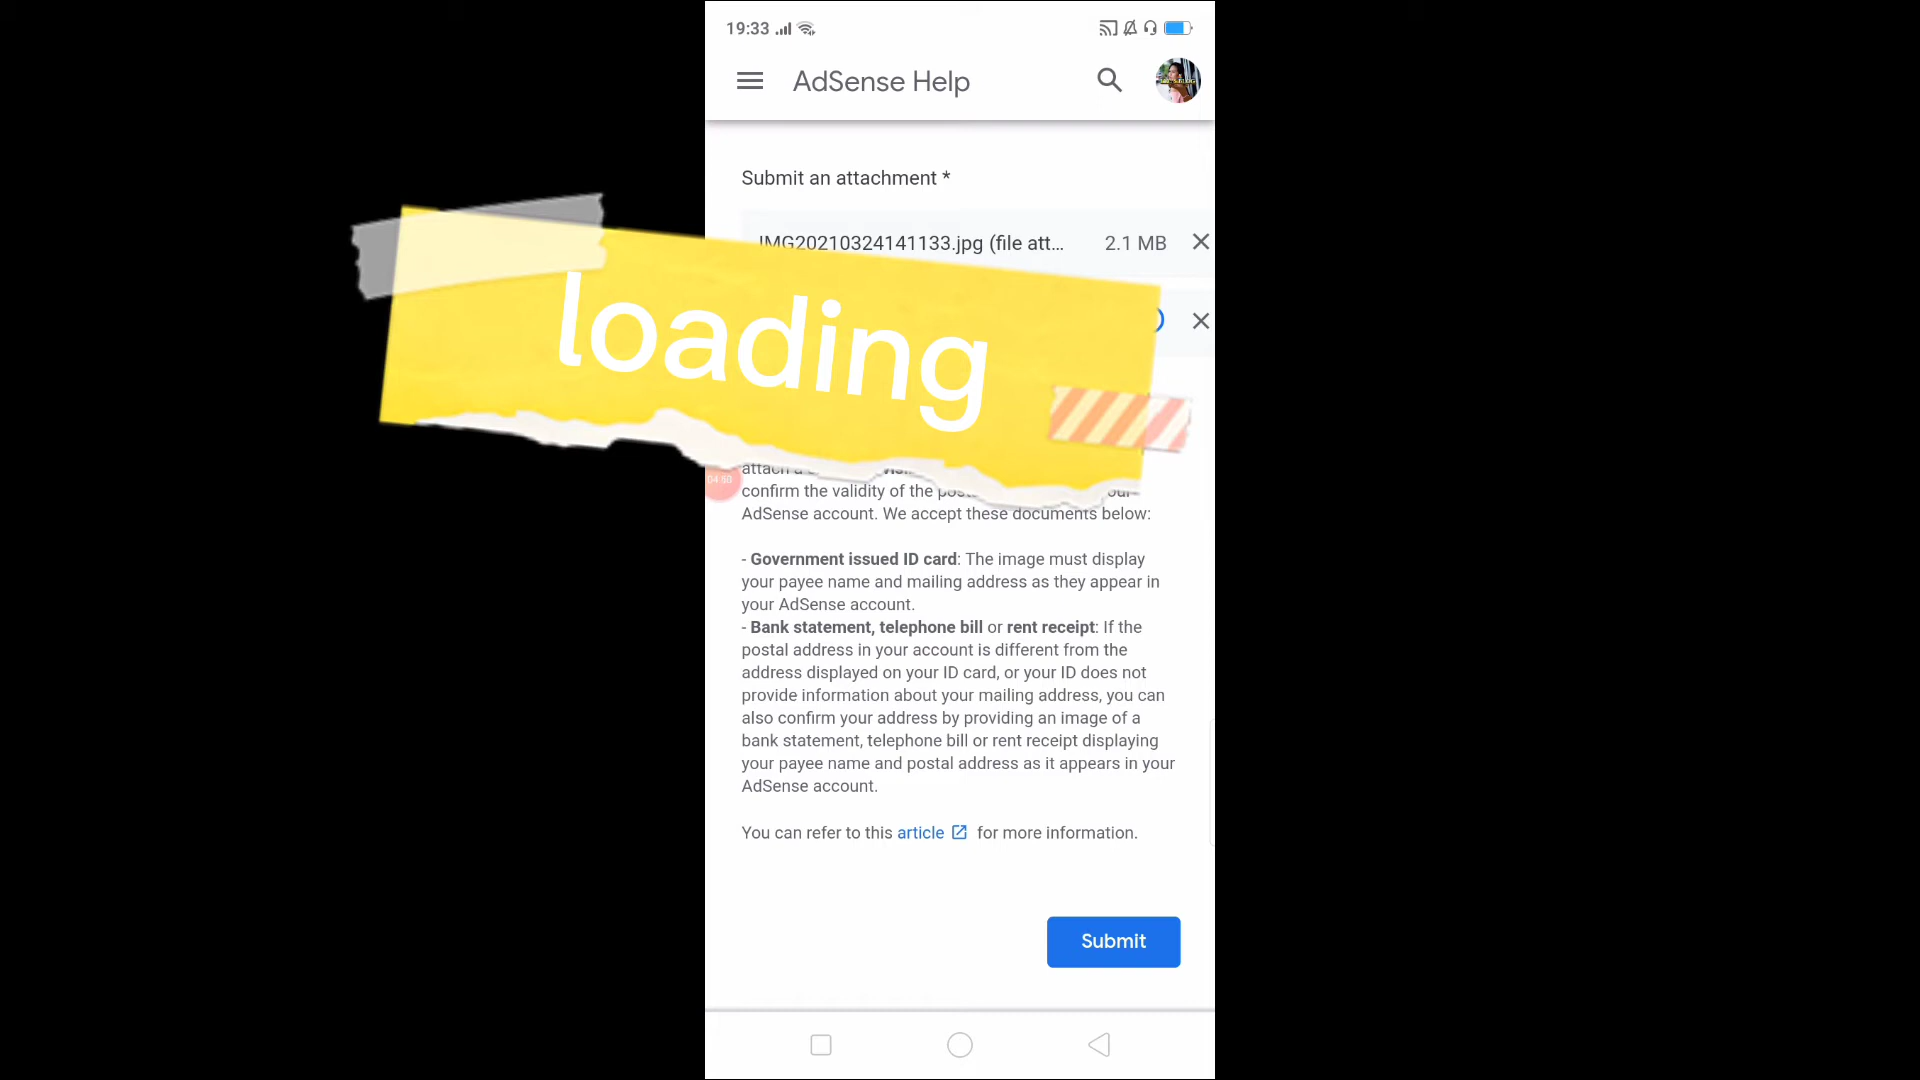 19:33
AdSense Help
Submit an attachment *
IMG20210324141133.jpg (file att... 2.1 MB
loading
04:50
confirm the validity of the
AdSense account. We accept these documents below:
- Government issued ID card: The image must display
your payee name and mailing address as they appear in
your AdSense account.
- Bank statement, telephone bill or rent receipt: If the
postal address in your account is different from the
address displayed on your ID card, or your ID does not
provide information about your mailing address, you can
also confirm your address by providing an image of a
bank statement, telephone bill or rent receipt displaying
your payee name and postal address as it appears in your
AdSense account.
You can refer to this article for more information.
Submit